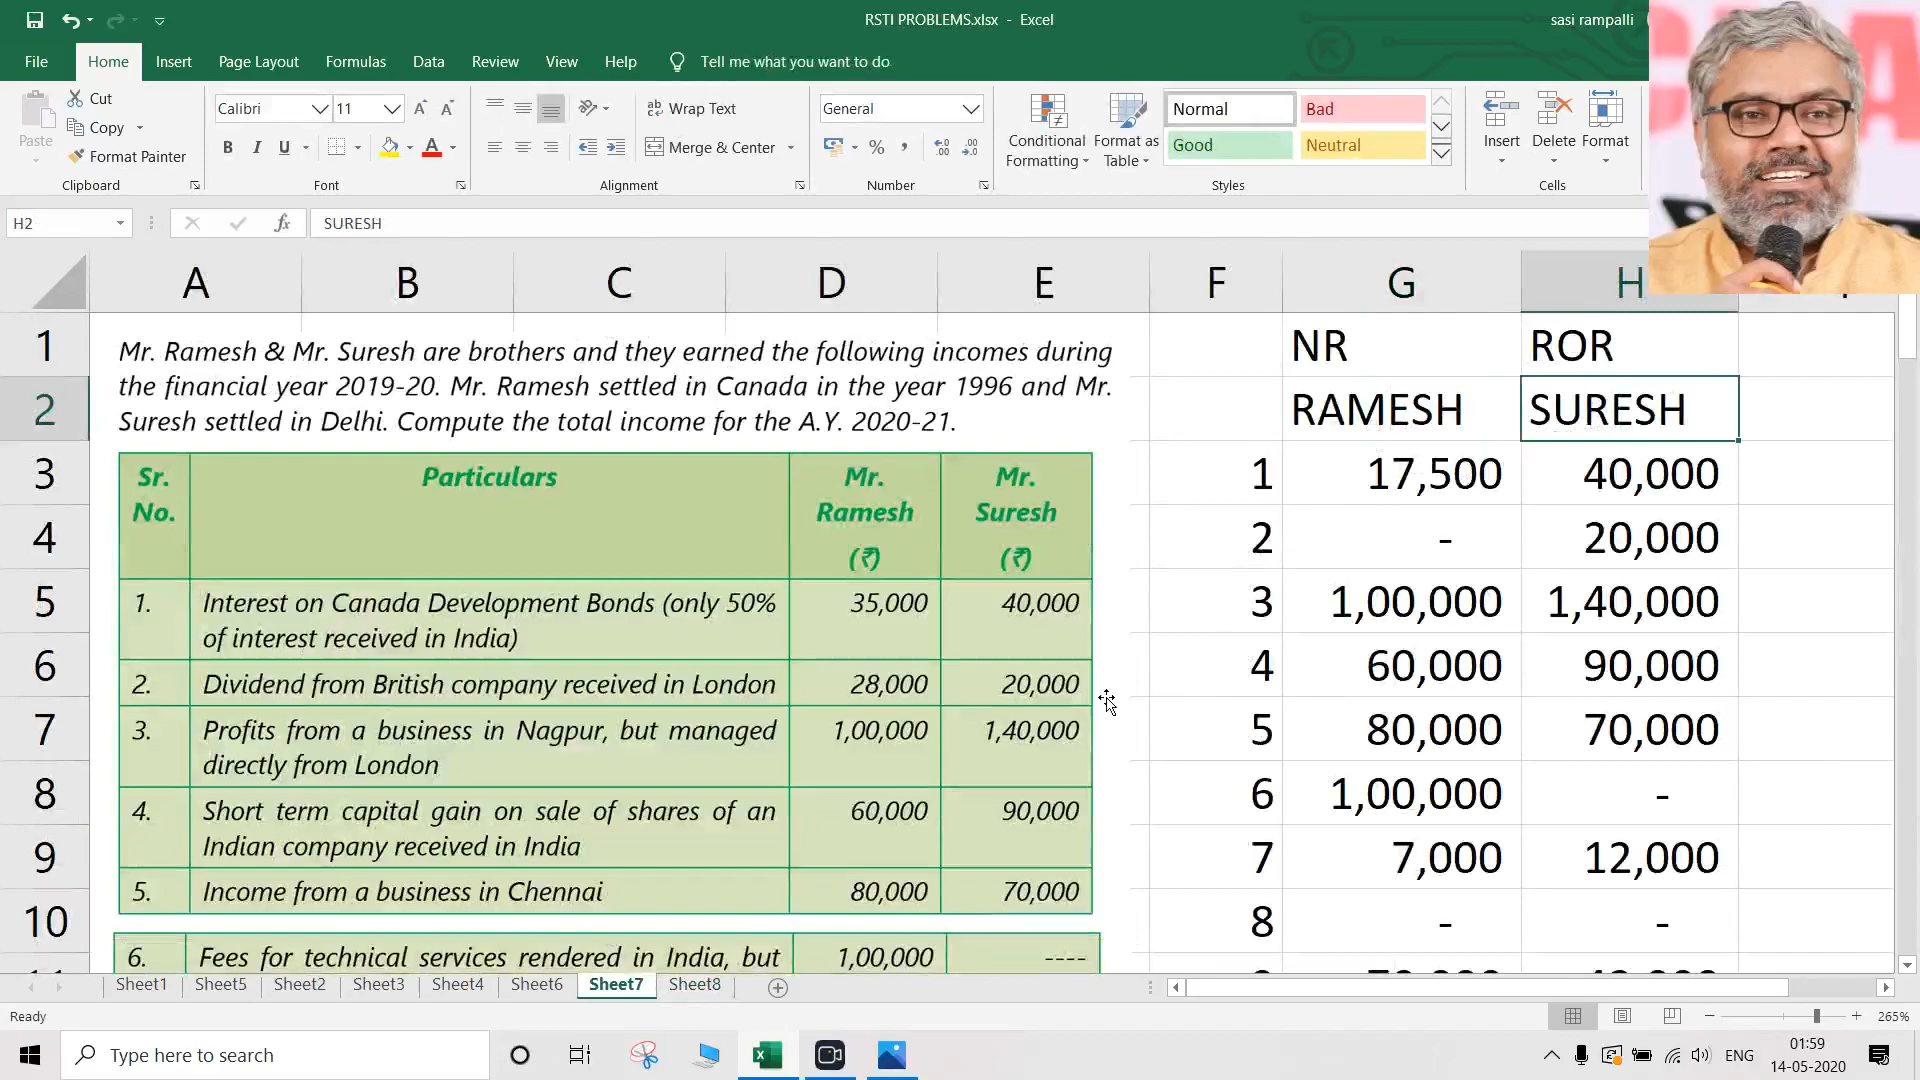 RSTI PROBLEMS.xlsx - Excel
sasi rampalli
File Home Insert Page Layout Formulas Data Review View Help Tell me what you want to do
Paste
Cut
Copy
Format Painter
Clipboard
Calibri 11
B I U
Font
Wrap Text
Merge & Center
Alignment
General
Number
Conditional Formatting
Format as Table
Normal Bad
Good Neutral
Styles
Insert Delete Format
Cells
H2 fx SURESH
A B C D E F G H
1
2
3
4
5
6
7
8
9
10
Mr. Ramesh & Mr. Suresh are brothers and they earned the following incomes during
the financial year 2019-20. Mr. Ramesh settled in Canada in the year 1996 and Mr.
Suresh settled in Delhi. Compute the total income for the A.Y. 2020-21.
Sr. No. Particulars Mr. Ramesh (₹) Mr. Suresh (₹)
1. Interest on Canada Development Bonds (only 50% 35,000 40,000
of interest received in India)
2. Dividend from British company received in London 28,000 20,000
3. Profits from a business in Nagpur, but managed 1,00,000 1,40,000
directly from London
4. Short term capital gain on sale of shares of an 60,000 90,000
Indian company received in India
5. Income from a business in Chennai 80,000 70,000
6. Fees for technical services rendered in India, but 1,00,000 ----
NR ROR
RAMESH SURESH
1 17,500 40,000
2 - 20,000
3 1,00,000 1,40,000
4 60,000 90,000
5 80,000 70,000
6 1,00,000 -
7 7,000 12,000
8 - -
Sheet1 Sheet5 Sheet2 Sheet3 Sheet4 Sheet6 Sheet7 Sheet8
Ready
265%
Type here to search
ENG
01:59
14-05-2020